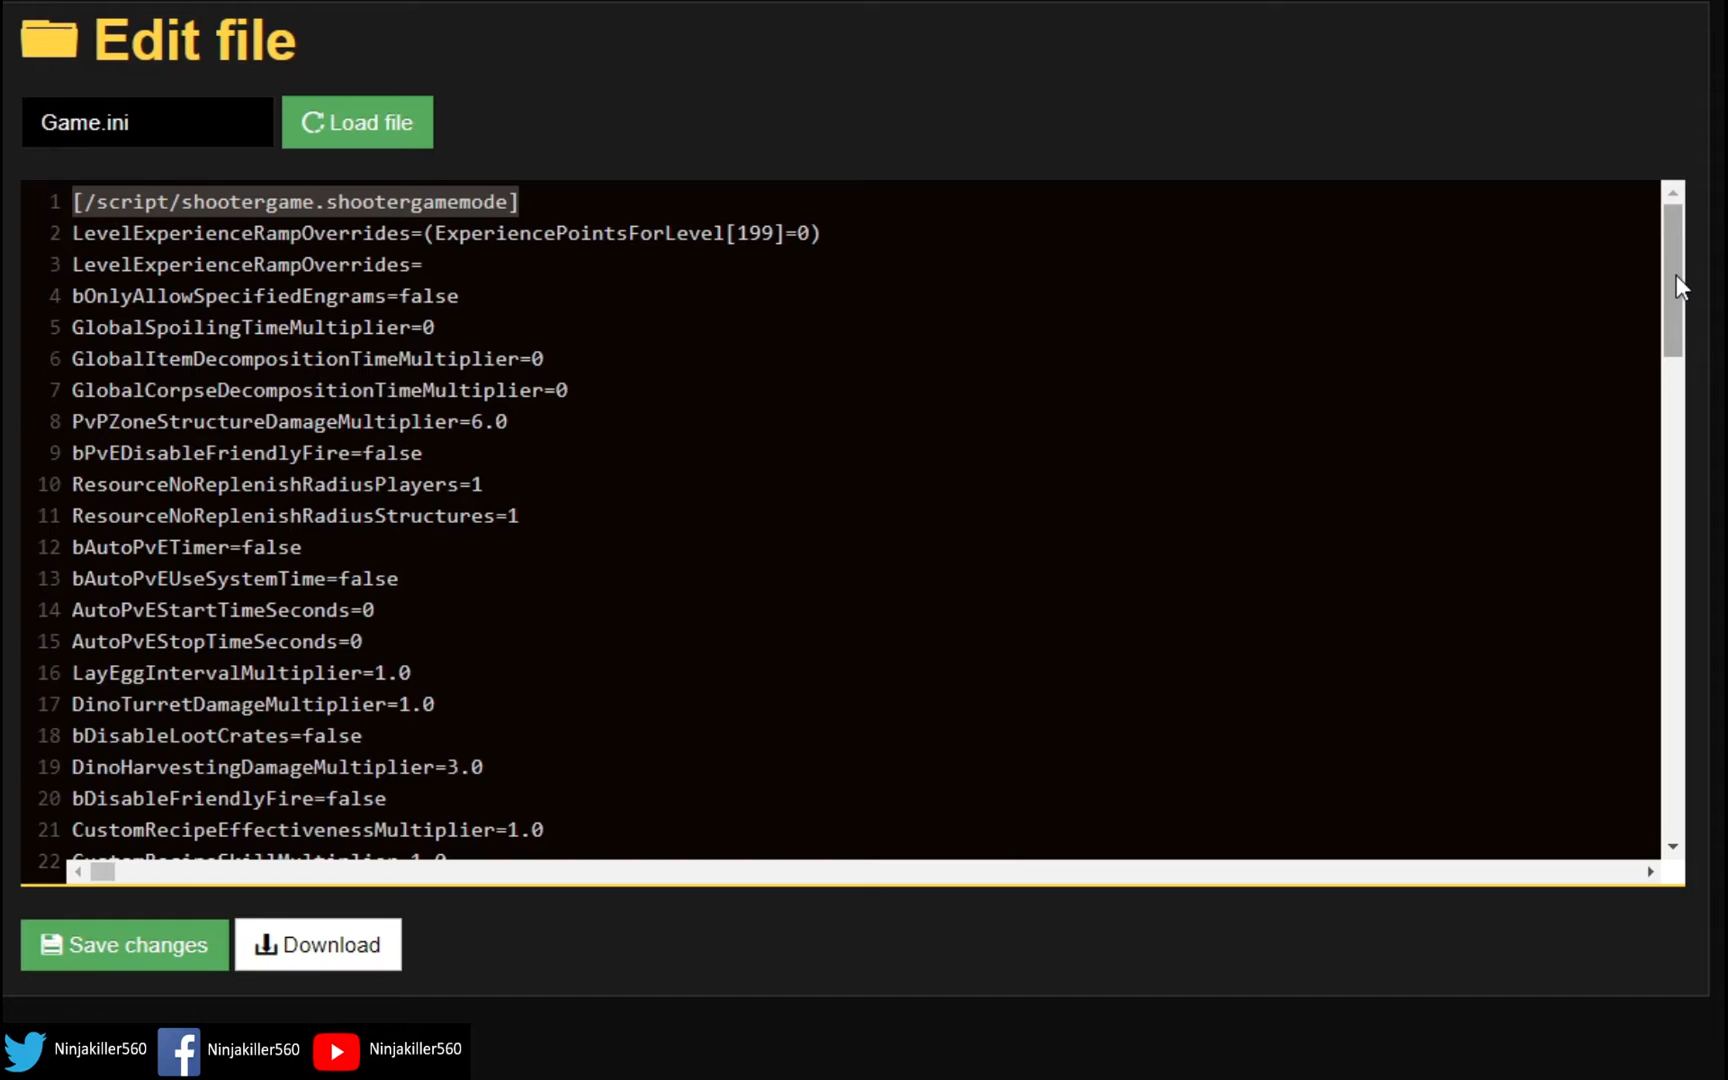 Edit file
Game.ini
Load file
1 [/script/shootergame.shootergamemode]
2 LevelExperienceRampOverrides=(ExperiencePointsForLevel[199]=0)
3 LevelExperienceRampOverrides=
4 bOnlyAllowSpecifiedEngrams=false
5 GlobalSpoilingTimeMultiplier=0
6 GlobalItemDecompositionTimeMultiplier=0
7 GlobalCorpseDecompositionTimeMultiplier=0
8 PvPZoneStructureDamageMultiplier=6.0
9 bPvEDisableFriendlyFire=false
10 ResourceNoReplenishRadiusPlayers=1
11 ResourceNoReplenishRadiusStructures=1
12 bAutoPvETimer=false
13 bAutoPvEUseSystemTime=false
14 AutoPvEStartTimeSeconds=0
15 AutoPvEStopTimeSeconds=0
16 LayEggIntervalMultiplier=1.0
17 DinoTurretDamageMultiplier=1.0
18 bDisableLootCrates=false
19 DinoHarvestingDamageMultiplier=3.0
20 bDisableFriendlyFire=false
21 CustomRecipeEffectivenessMultiplier=1.0
22 CustomRecipeSkillMultiplier=1.0
Save changes
Download
Ninjakiller560
Ninjakiller560
Ninjakiller560